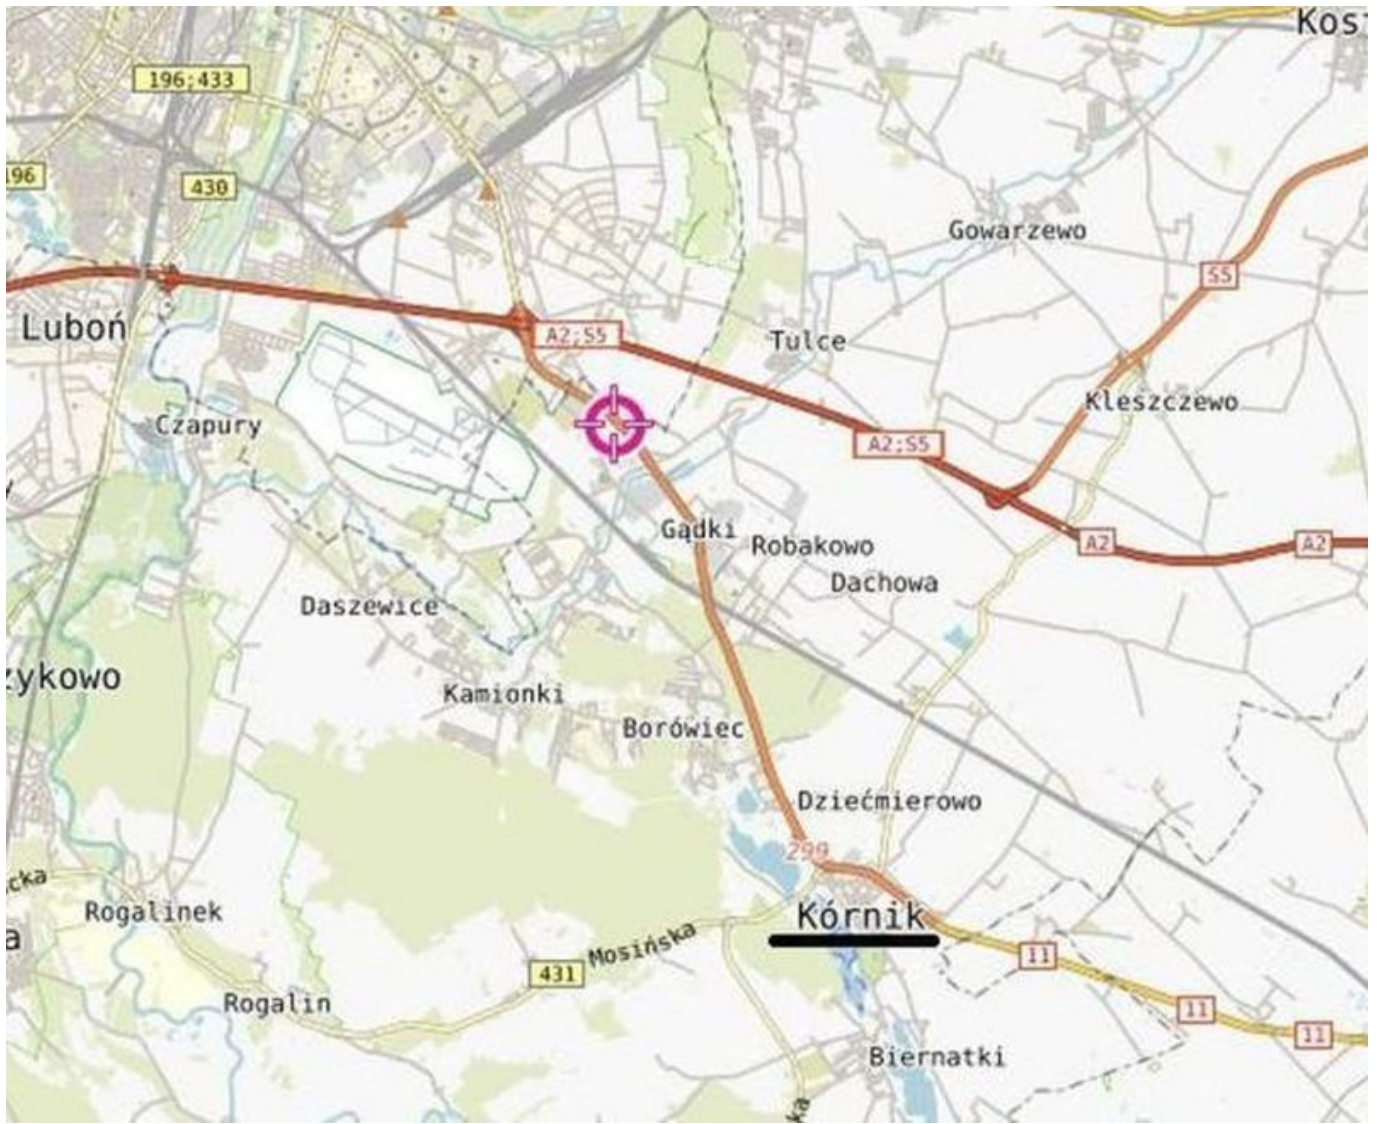 Kos
196;433
196
430
Gowarzewo
S5
Luboń
A2;S5
Tulce
Kleszczewo
Czapury
A2;S5
Gądki
Robakowo
A2
A2
Dachowa
Daszewice
zykowo
Kamionki
Borówiec
Dziećmierowo
299
cka
Rogalinek
Kórnik
a
Mosińska
11
431
Rogalin
11
11
Biernatki
ka